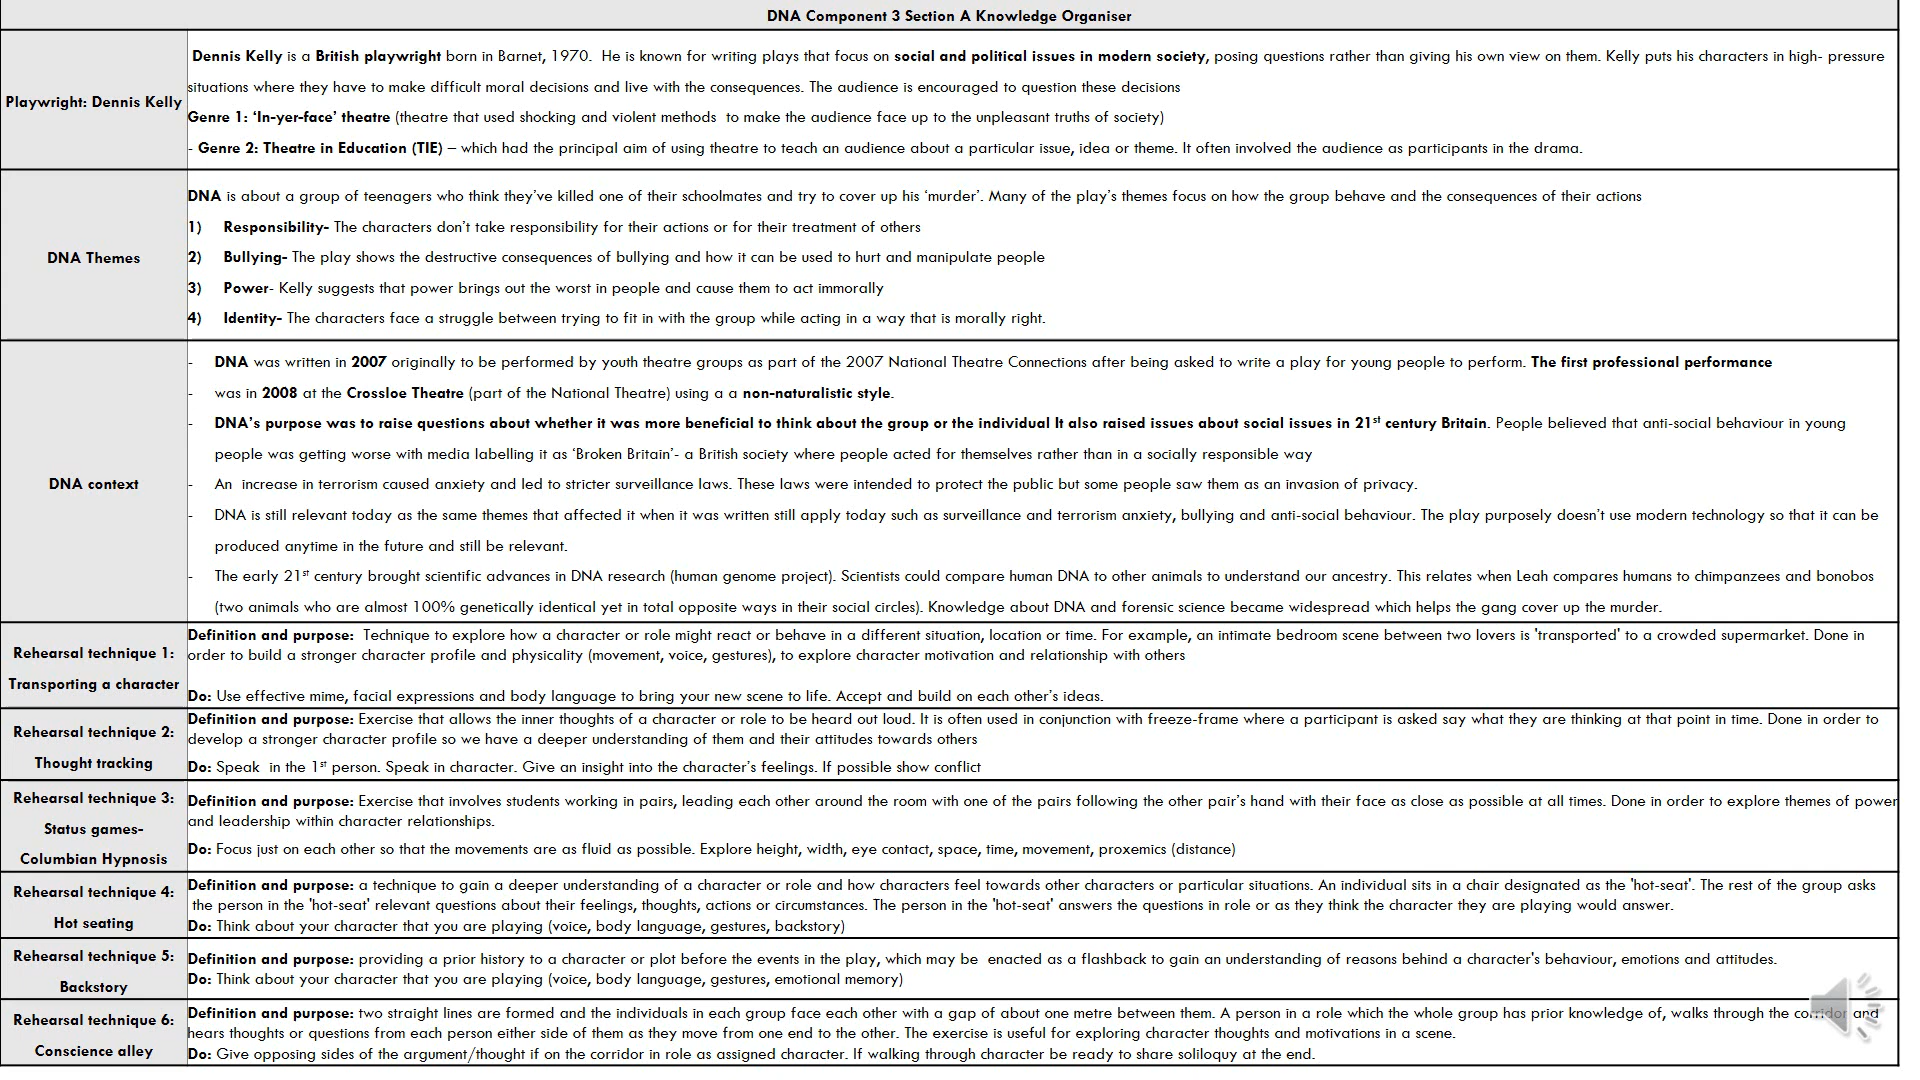 DNA Component 3 Section A Knowledge Organiser
Playwright: Dennis Kelly
Dennis Kelly is a British playwright born in Barnet, 1970. He is known for writing plays that focus on social and political issues in modern society, posing questions rather than giving his own view on them. Kelly puts his characters in high- pressure
situations where they have to make difficult moral decisions and live with the consequences. The audience is encouraged to question these decisions
Genre 1: ‘In-yer-face’ theatre (theatre that used shocking and violent methods to make the audience face up to the unpleasant truths of society)
- Genre 2: Theatre in Education (TIE) – which had the principal aim of using theatre to teach an audience about a particular issue, idea or theme. It often involved the audience as participants in the drama.
DNA Themes
DNA is about a group of teenagers who think they’ve killed one of their schoolmates and try to cover up his ‘murder’. Many of the play’s themes focus on how the group behave and the consequences of their actions
1) Responsibility- The characters don’t take responsibility for their actions or for their treatment of others
2) Bullying- The play shows the destructive consequences of bullying and how it can be used to hurt and manipulate people
3) Power- Kelly suggests that power brings out the worst in people and cause them to act immorally
4) Identity- The characters face a struggle between trying to fit in with the group while acting in a way that is morally right.
DNA context
- DNA was written in 2007 originally to be performed by youth theatre groups as part of the 2007 National Theatre Connections after being asked to write a play for young people to perform. The first professional performance
- was in 2008 at the Crossloe Theatre (part of the National Theatre) using a a non-naturalistic style.
- DNA’s purpose was to raise questions about whether it was more beneficial to think about the group or the individual It also raised issues about social issues in 21st century Britain. People believed that anti-social behaviour in young
people was getting worse with media labelling it as ‘Broken Britain’- a British society where people acted for themselves rather than in a socially responsible way
- An increase in terrorism caused anxiety and led to stricter surveillance laws. These laws were intended to protect the public but some people saw them as an invasion of privacy.
- DNA is still relevant today as the same themes that affected it when it was written still apply today such as surveillance and terrorism anxiety, bullying and anti-social behaviour. The play purposely doesn’t use modern technology so that it can be
produced anytime in the future and still be relevant.
- The early 21st century brought scientific advances in DNA research (human genome project). Scientists could compare human DNA to other animals to understand our ancestry. This relates when Leah compares humans to chimpanzees and bonobos
(two animals who are almost 100% genetically identical yet in total opposite ways in their social circles). Knowledge about DNA and forensic science became widespread which helps the gang cover up the murder.
Rehearsal technique 1:
Transporting a character
Definition and purpose: Technique to explore how a character or role might react or behave in a different situation, location or time. For example, an intimate bedroom scene between two lovers is 'transported' to a crowded supermarket. Done in
order to build a stronger character profile and physicality (movement, voice, gestures), to explore character motivation and relationship with others
Do: Use effective mime, facial expressions and body language to bring your new scene to life. Accept and build on each other’s ideas.
Rehearsal technique 2:
Thought tracking
Definition and purpose: Exercise that allows the inner thoughts of a character or role to be heard out loud. It is often used in conjunction with freeze-frame where a participant is asked say what they are thinking at that point in time. Done in order to
develop a stronger character profile so we have a deeper understanding of them and their attitudes towards others
Do: Speak in the 1st person. Speak in character. Give an insight into the character’s feelings. If possible show conflict
Rehearsal technique 3:
Status games-
Columbian Hypnosis
Definition and purpose: Exercise that involves students working in pairs, leading each other around the room with one of the pairs following the other pair’s hand with their face as close as possible at all times. Done in order to explore themes of power
and leadership within character relationships.
Do: Focus just on each other so that the movements are as fluid as possible. Explore height, width, eye contact, space, time, movement, proxemics (distance)
Rehearsal technique 4:
Hot seating
Definition and purpose: a technique to gain a deeper understanding of a character or role and how characters feel towards other characters or particular situations. An individual sits in a chair designated as the 'hot-seat'. The rest of the group asks
the person in the 'hot-seat' relevant questions about their feelings, thoughts, actions or circumstances. The person in the 'hot-seat' answers the questions in role or as they think the character they are playing would answer.
Do: Think about your character that you are playing (voice, body language, gestures, backstory)
Rehearsal technique 5:
Backstory
Definition and purpose: providing a prior history to a character or plot before the events in the play, which may be enacted as a flashback to gain an understanding of reasons behind a character's behaviour, emotions and attitudes.
Do: Think about your character that you are playing (voice, body language, gestures, emotional memory)
Rehearsal technique 6:
Conscience alley
Definition and purpose: two straight lines are formed and the individuals in each group face each other with a gap of about one metre between them. A person in a role which the whole group has prior knowledge of, walks through the corridor and
hears thoughts or questions from each person either side of them as they move from one end to the other. The exercise is useful for exploring character thoughts and motivations in a scene.
Do: Give opposing sides of the argument/thought if on the corridor in role as assigned character. If walking through character be ready to share soliloquy at the end.